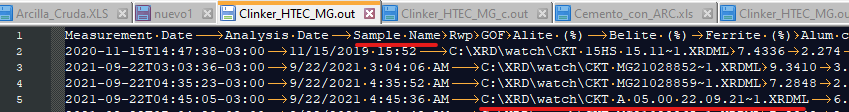 Arcilla_Cruda.XLS nuevo1 Clinker_HTEC_MG.out Clinker_HTEC_MG_c.out Cemento_con_ARC.xls Clinker_HTEC_MG.ou
1 Measurement Date Analysis Date Sample Name Rwp GOF Alite (%) Belite (%) Ferrite (%) Alum c
2 2020-11-15T14:47:38-03:00 11/15/2019 15:52 C:\XRD\watch\CKT 15HS 15.11~1.XRDML 7.4336 2.274
3 2021-09-22T03:03:36-03:00 9/22/2021 3:04:06 AM C:\XRD\watch\CKT MG21028852~1.XRDML 9.3410 3.
4 2021-09-22T04:35:05-03:00 9/22/2021 4:35:52 AM C:\XRD\watch\CKT MG21028859~1.XRDML 7.2848 2.
5 2021-09-22T04:45:05-03:00 9/22/2021 4:45:36 AM C:\XRD\watch\CKT A.05.00.22 09.21~1.XRDML 6.